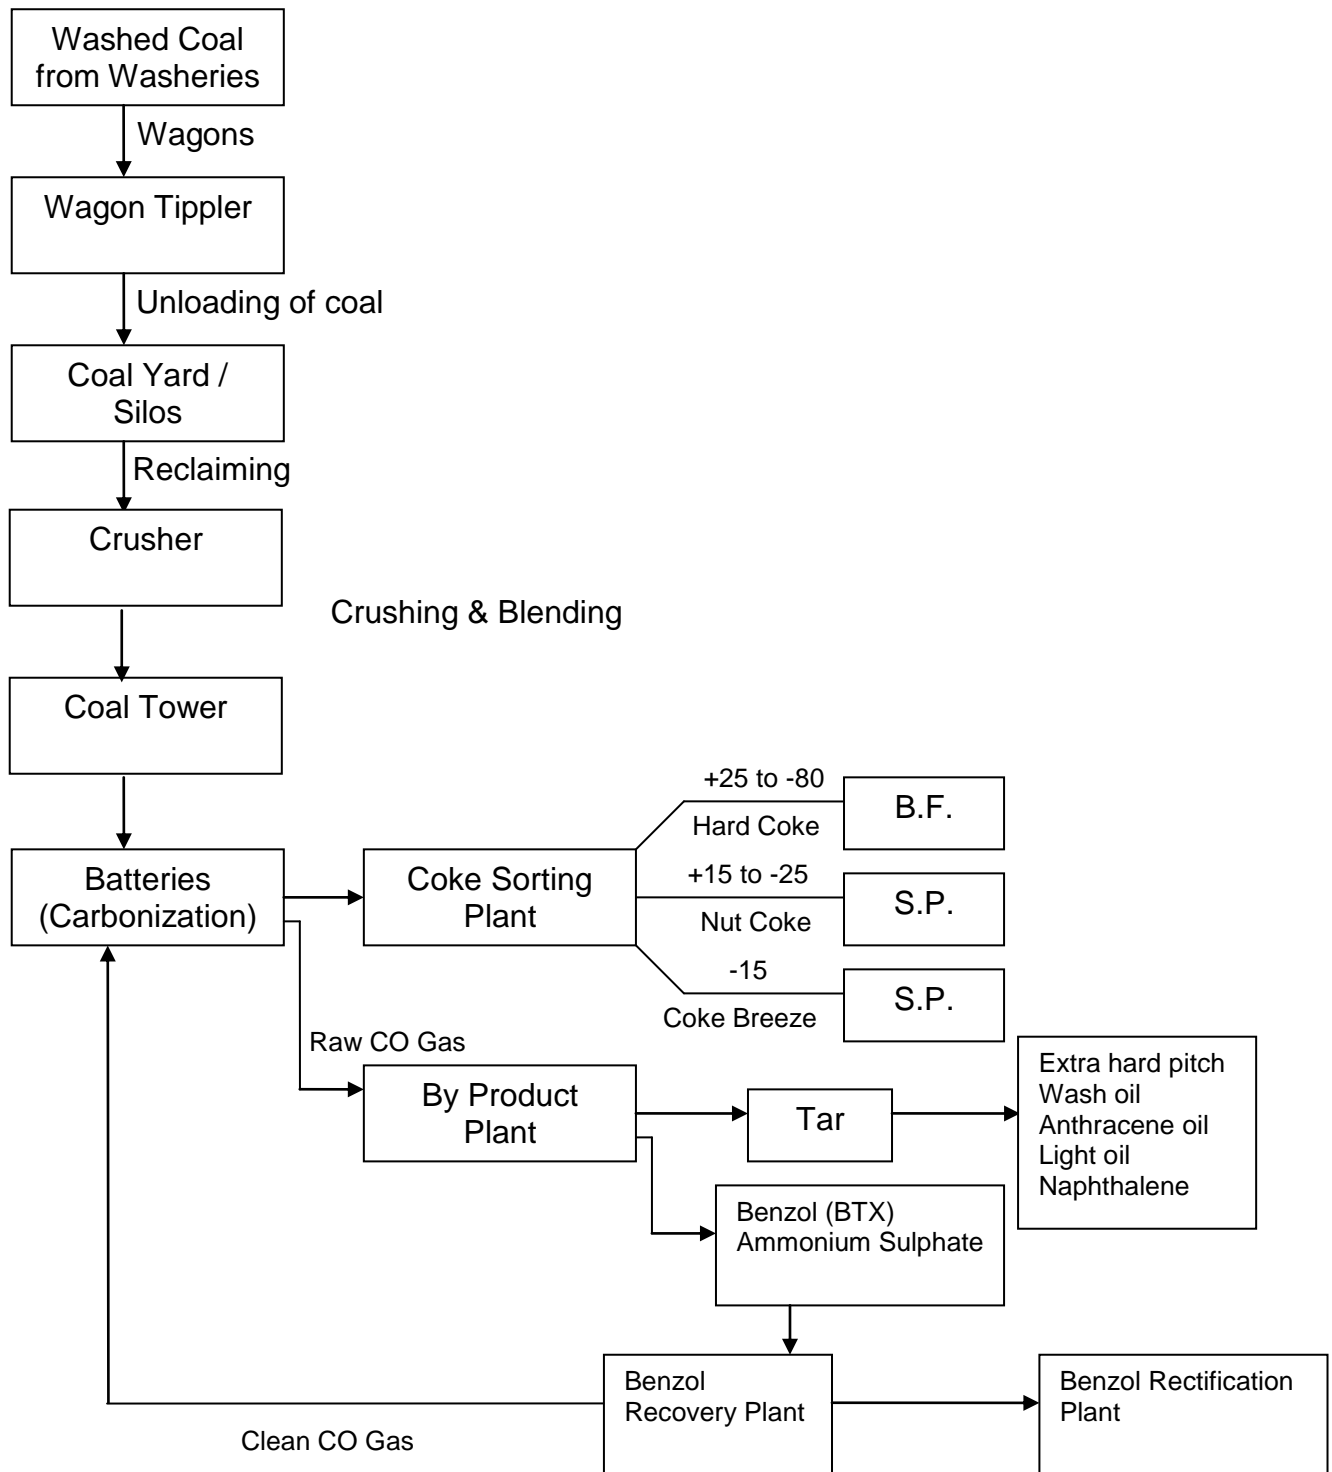 Washed Coal
from Washeries
Wagons
Wagon Tippler
Unloading of coal
Coal Yard /
Silos
Reclaiming
Crusher
Crushing & Blending
Coal Tower
Batteries
(Carbonization)
Coke Sorting
Plant
+25 to -80
Hard Coke
B.F.
+15 to -25
Nut Coke
S.P.
-15
Coke Breeze
S.P.
Raw CO Gas
By Product
Plant
Tar
Extra hard pitch
Wash oil
Anthracene oil
Light oil
Naphthalene
Benzol (BTX)
Ammonium Sulphate
Benzol
Recovery Plant
Benzol Rectification
Plant
Clean CO Gas